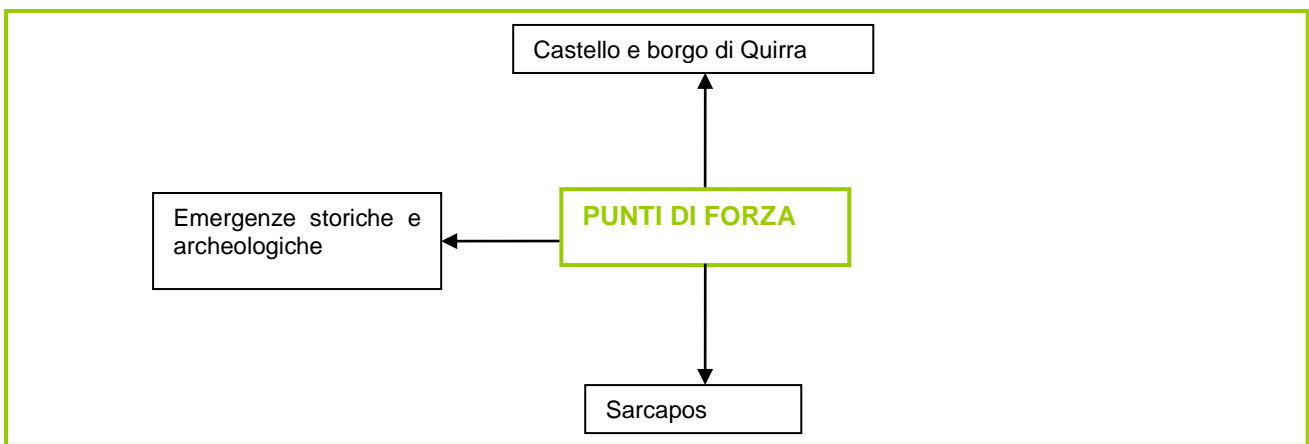 Castello e borgo di Quirra
PUNTI DI FORZA
Emergenze storiche e
archeologiche
Sarcapos